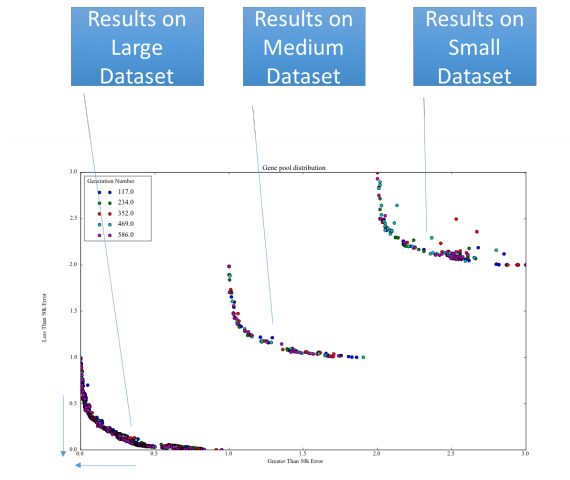 Results on
Large
Dataset
Results on
Medium
Dataset
Results on
Small
Dataset
Gene pool distribution
Generation Number
117.0
234.0
352.0
469.0
586.0
3.0
2.5
2.0
1.5
1.0
0.5
0.0
Less Than 50k Error
0.0
0.5
1.0
1.5
2.0
2.5
3.0
Greater Than 50k Error